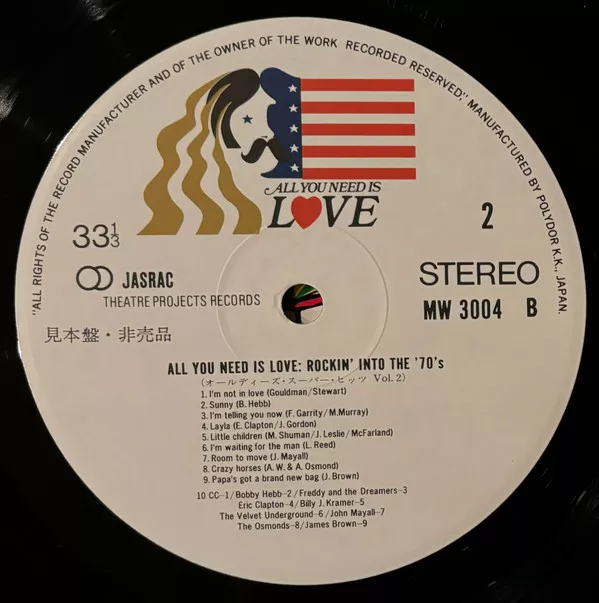 "ALL RIGHTS OF THE RECORD MANUFACTURER AND OF THE OWNER OF THE WORK RECORDED RESERVED," MANUFACTURED BY POLYDOR K.K., JAPAN.
ALL YOU NEED IS
L♥VE
33 1/3
2
JASRAC
STEREO
THEATRE PROJECTS RECORDS
MW 3004 B
見本盤・非売品
ALL YOU NEED IS LOVE: ROCKIN' INTO THE '70's
(オールディーズ・スーパー・ヒッツ Vol.2)
1. I'm not in love (Gouldman/Stewart)
2. Sunny (B. Hebb)
3. I'm telling you now (F. Garrity/M.Murray)
4. Layla (E. Clapton/J. Gordon)
5. Little children (M. Shuman/J. Leslie/McFarland)
6. I'm waiting for the man (L. Reed)
7. Room to move (J. Mayall)
8. Crazy horses (A. W. & A. Osmond)
9. Papa's got a brand new bag (J. Brown)
10 CC-1/Bobby Hebb-2/Freddy and the Dreamers-3
Eric Clapton-4/Billy J. Kramer-5
The Velvet Underground-6/John Mayall-7
The Osmonds-8/James Brown-9